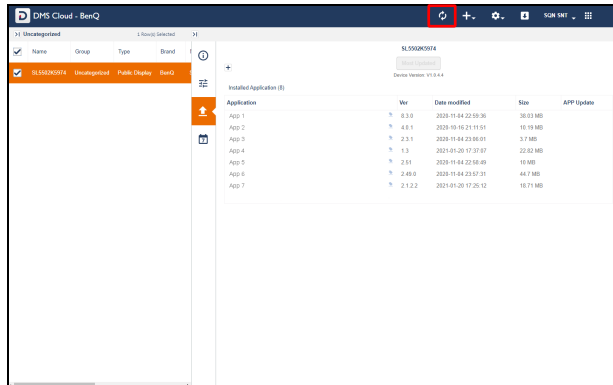 DMS Cloud - BenQ
SQN SNT
Uncategorized
1 Row(s) Selected
Name Group Type Brand
SL5502K5974 Uncategorized Public Display BenQ
SL5502K5974
Device Version V1.0.4.4
+
Installed Application (8)
Application Ver Date modified Size APP Update
App 1 8.3.0 2020-11-04 22:59:36 38.03 MB
App 2 4.0.1 2020-10-16 21:11:51 10.19 MB
App 3 2.3.1 2020-11-04 23:06:01 3.7 MB
App 4 1.3 2021-01-20 17:37:07 22.82 MB
App 5 2.51 2020-11-04 22:58:49 10 MB
App 6 2.49.0 2020-11-04 23:57:31 44.7 MB
App 7 2.1.2.2 2021-01-20 17:25:12 18.71 MB